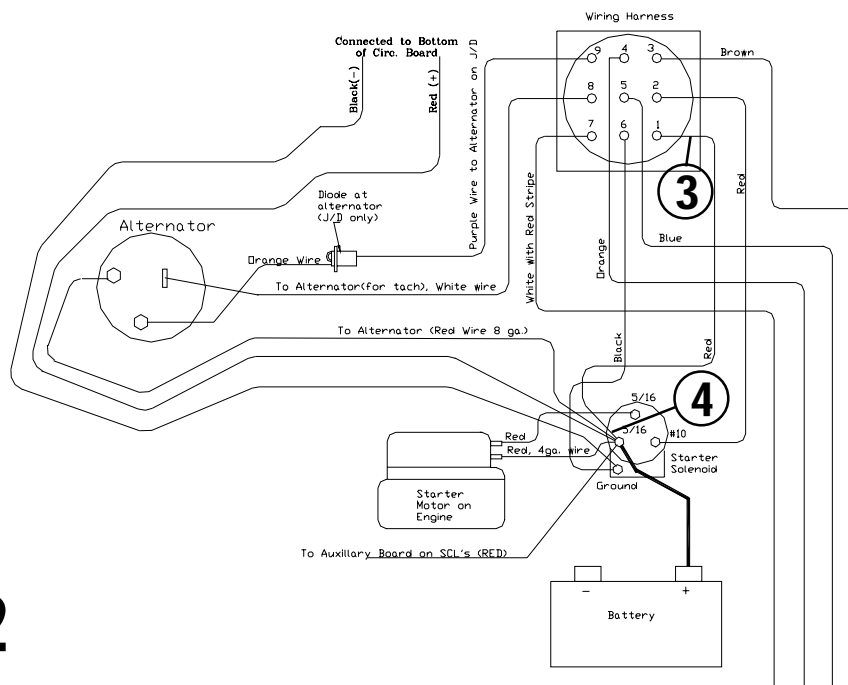 Wiring Harness
Connected to Bottom
of Circ. Board
Black(-)
Red (+)
Purple Wire to Alternator on J/D
9
4
3
Brown
8
5
2
7
6
1
3
Red
White With Red Stripe
Orange
Blue
Diode at
alternator
(J/D only)
Alternator
Orange Wire
To Alternator(for tach), White wire
To Alternator (Red Wire 8 ga.)
Black
Red
4
5/16
5/16
#10
Red
Red, 4ga. wire
Starter
Solenoid
Ground
Starter
Motor on
Engine
To Auxillary Board on SCL's (RED)
-
+
Battery
2